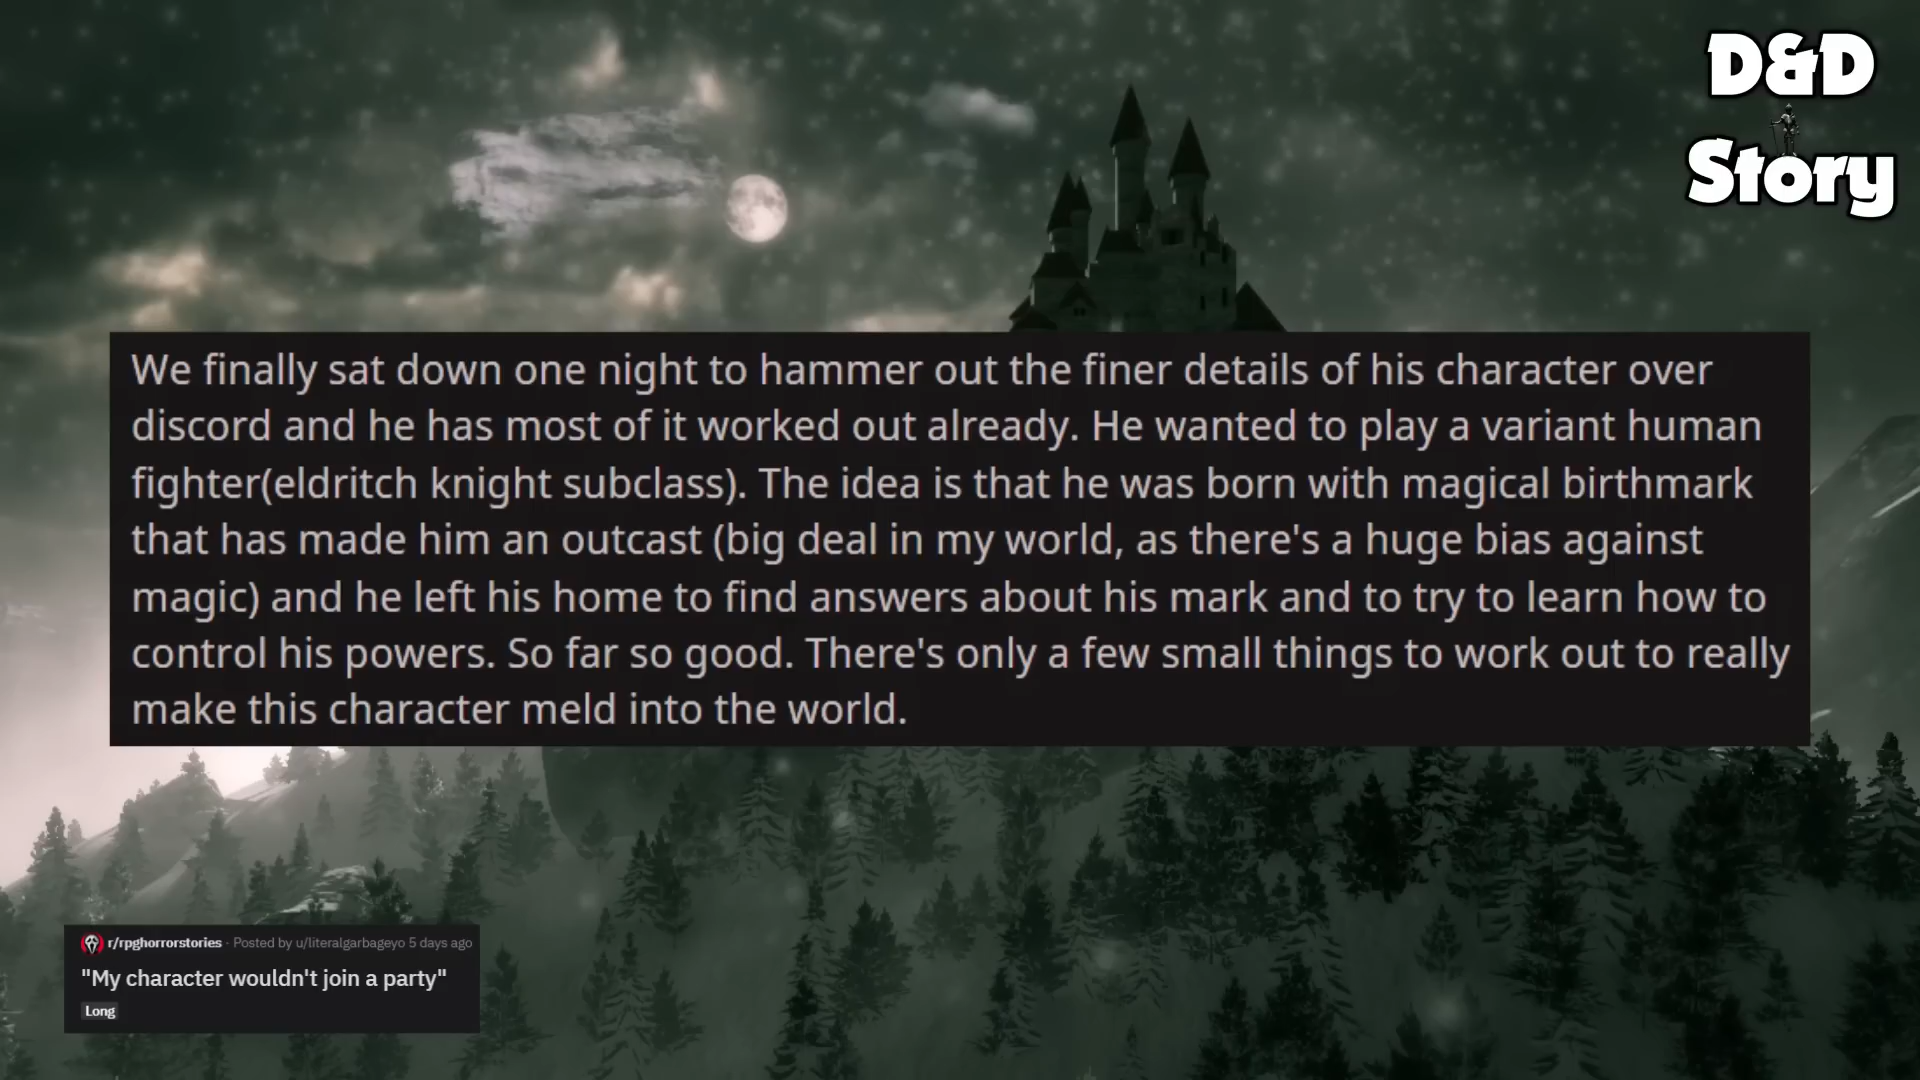 D&D
Story
We finally sat down one night to hammer out the finer details of his character over
discord and he has most of it worked out already. He wanted to play a variant human
fighter(eldritch knight subclass). The idea is that he was born with magical birthmark
that has made him an outcast (big deal in my world, as there's a huge bias against
magic) and he left his home to find answers about his mark and to try to learn how to
control his powers. So far so good. There's only a few small things to work out to really
make this character meld into the world.
r/rpghorrorstories · Posted by u/literalgarbageyo 5 days ago
"My character wouldn't join a party"
Long